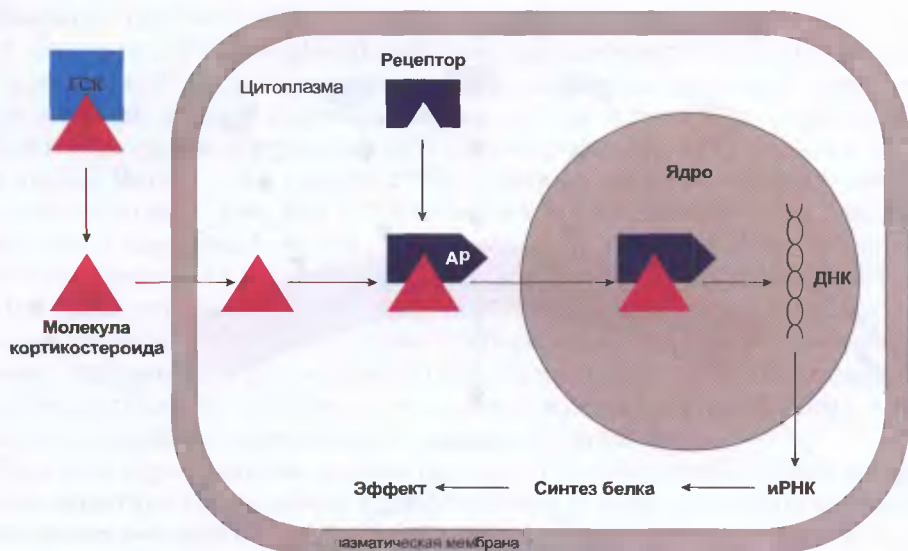 ГСК
Цитоплазма
Рецептор
Ядро
Ар
ДНК
Молекула
кортикостероида
Эффект
Синтез белка
иРНК
азматическая мембрана